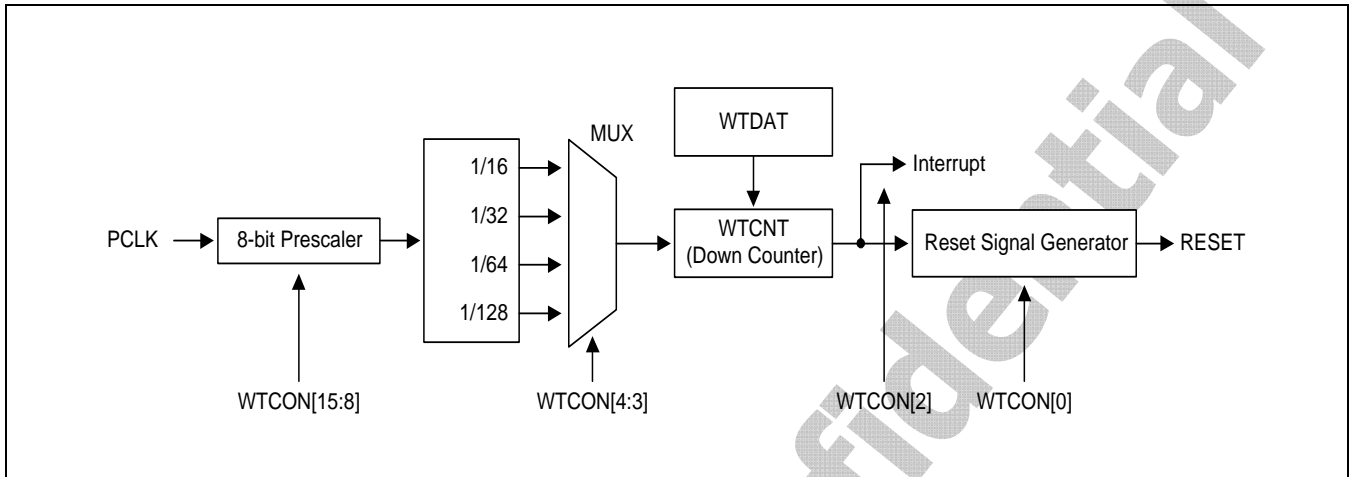 MUX
WTDAT
1/16
1/32
1/64
1/128
PCLK
8-bit Prescaler
WTCNT
(Down Counter)
Interrupt
Reset Signal Generator
RESET
WTCON[15:8]
WTCON[4:3]
WTCON[2]
WTCON[0]
fidential